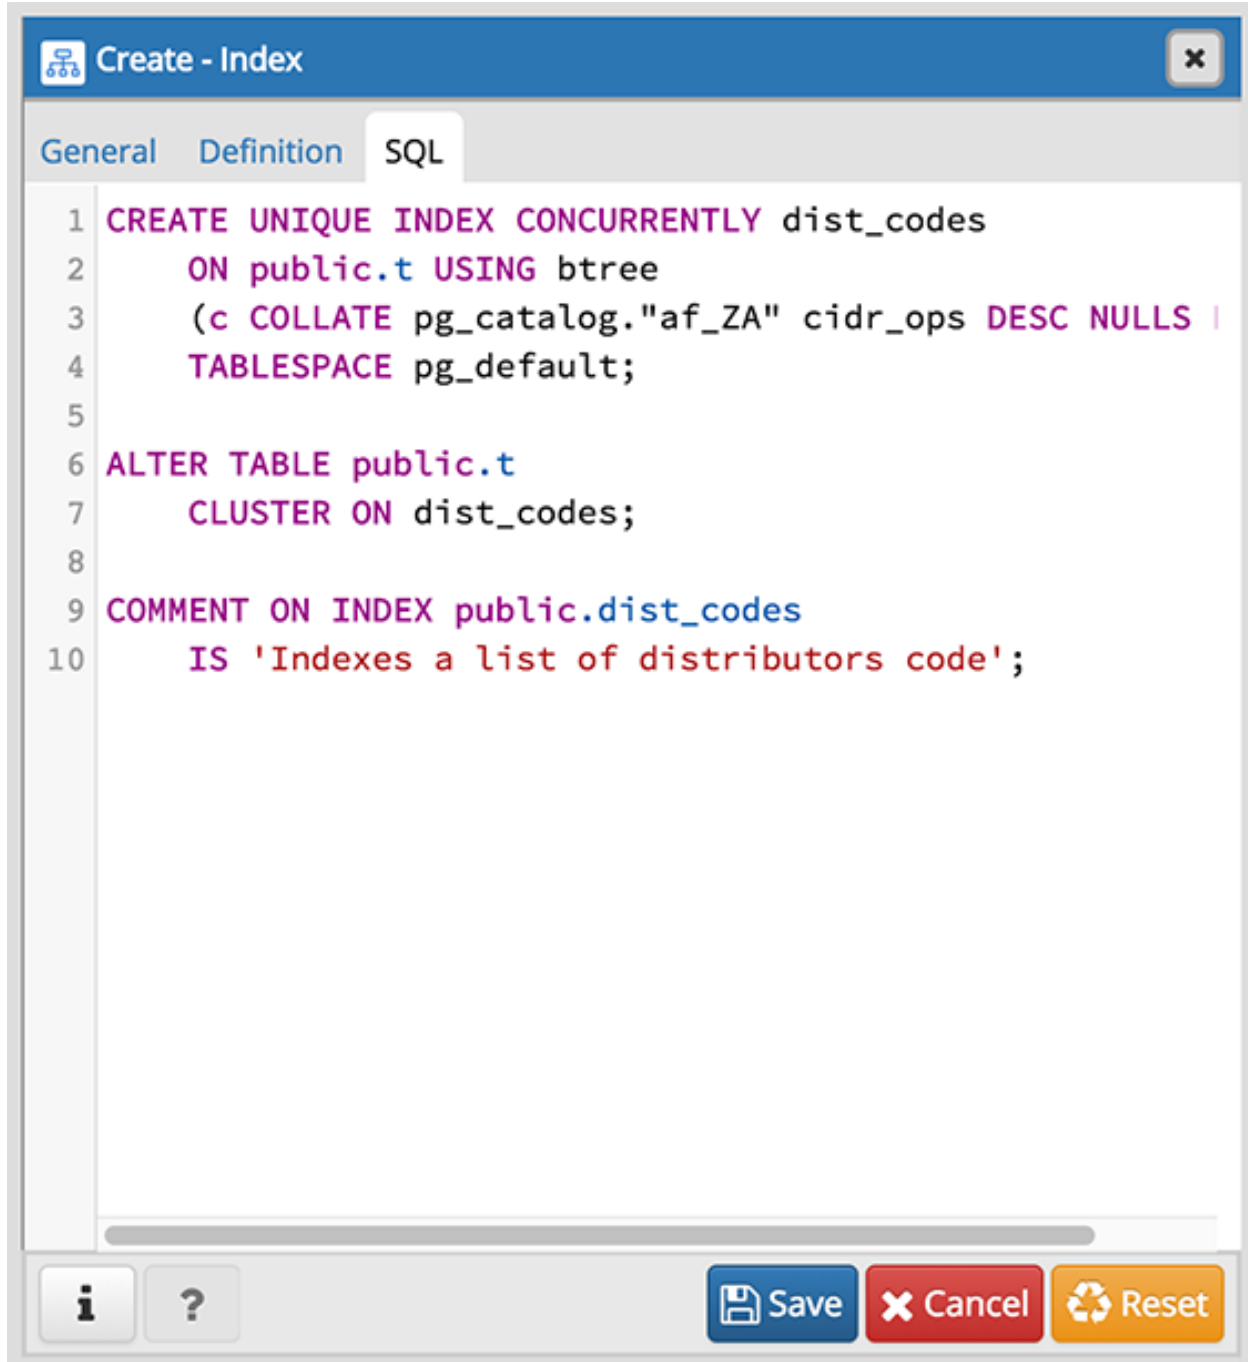 Create - Index
General Definition SQL
1 CREATE UNIQUE INDEX CONCURRENTLY dist_codes
2 ON public.t USING btree
3 (c COLLATE pg_catalog."af_ZA" cidr_ops DESC NULLS
4 TABLESPACE pg_default;
5
6 ALTER TABLE public.t
7 CLUSTER ON dist_codes;
8
9 COMMENT ON INDEX public.dist_codes
10 IS 'Indexes a list of distributors code';
i ? Save Cancel Reset